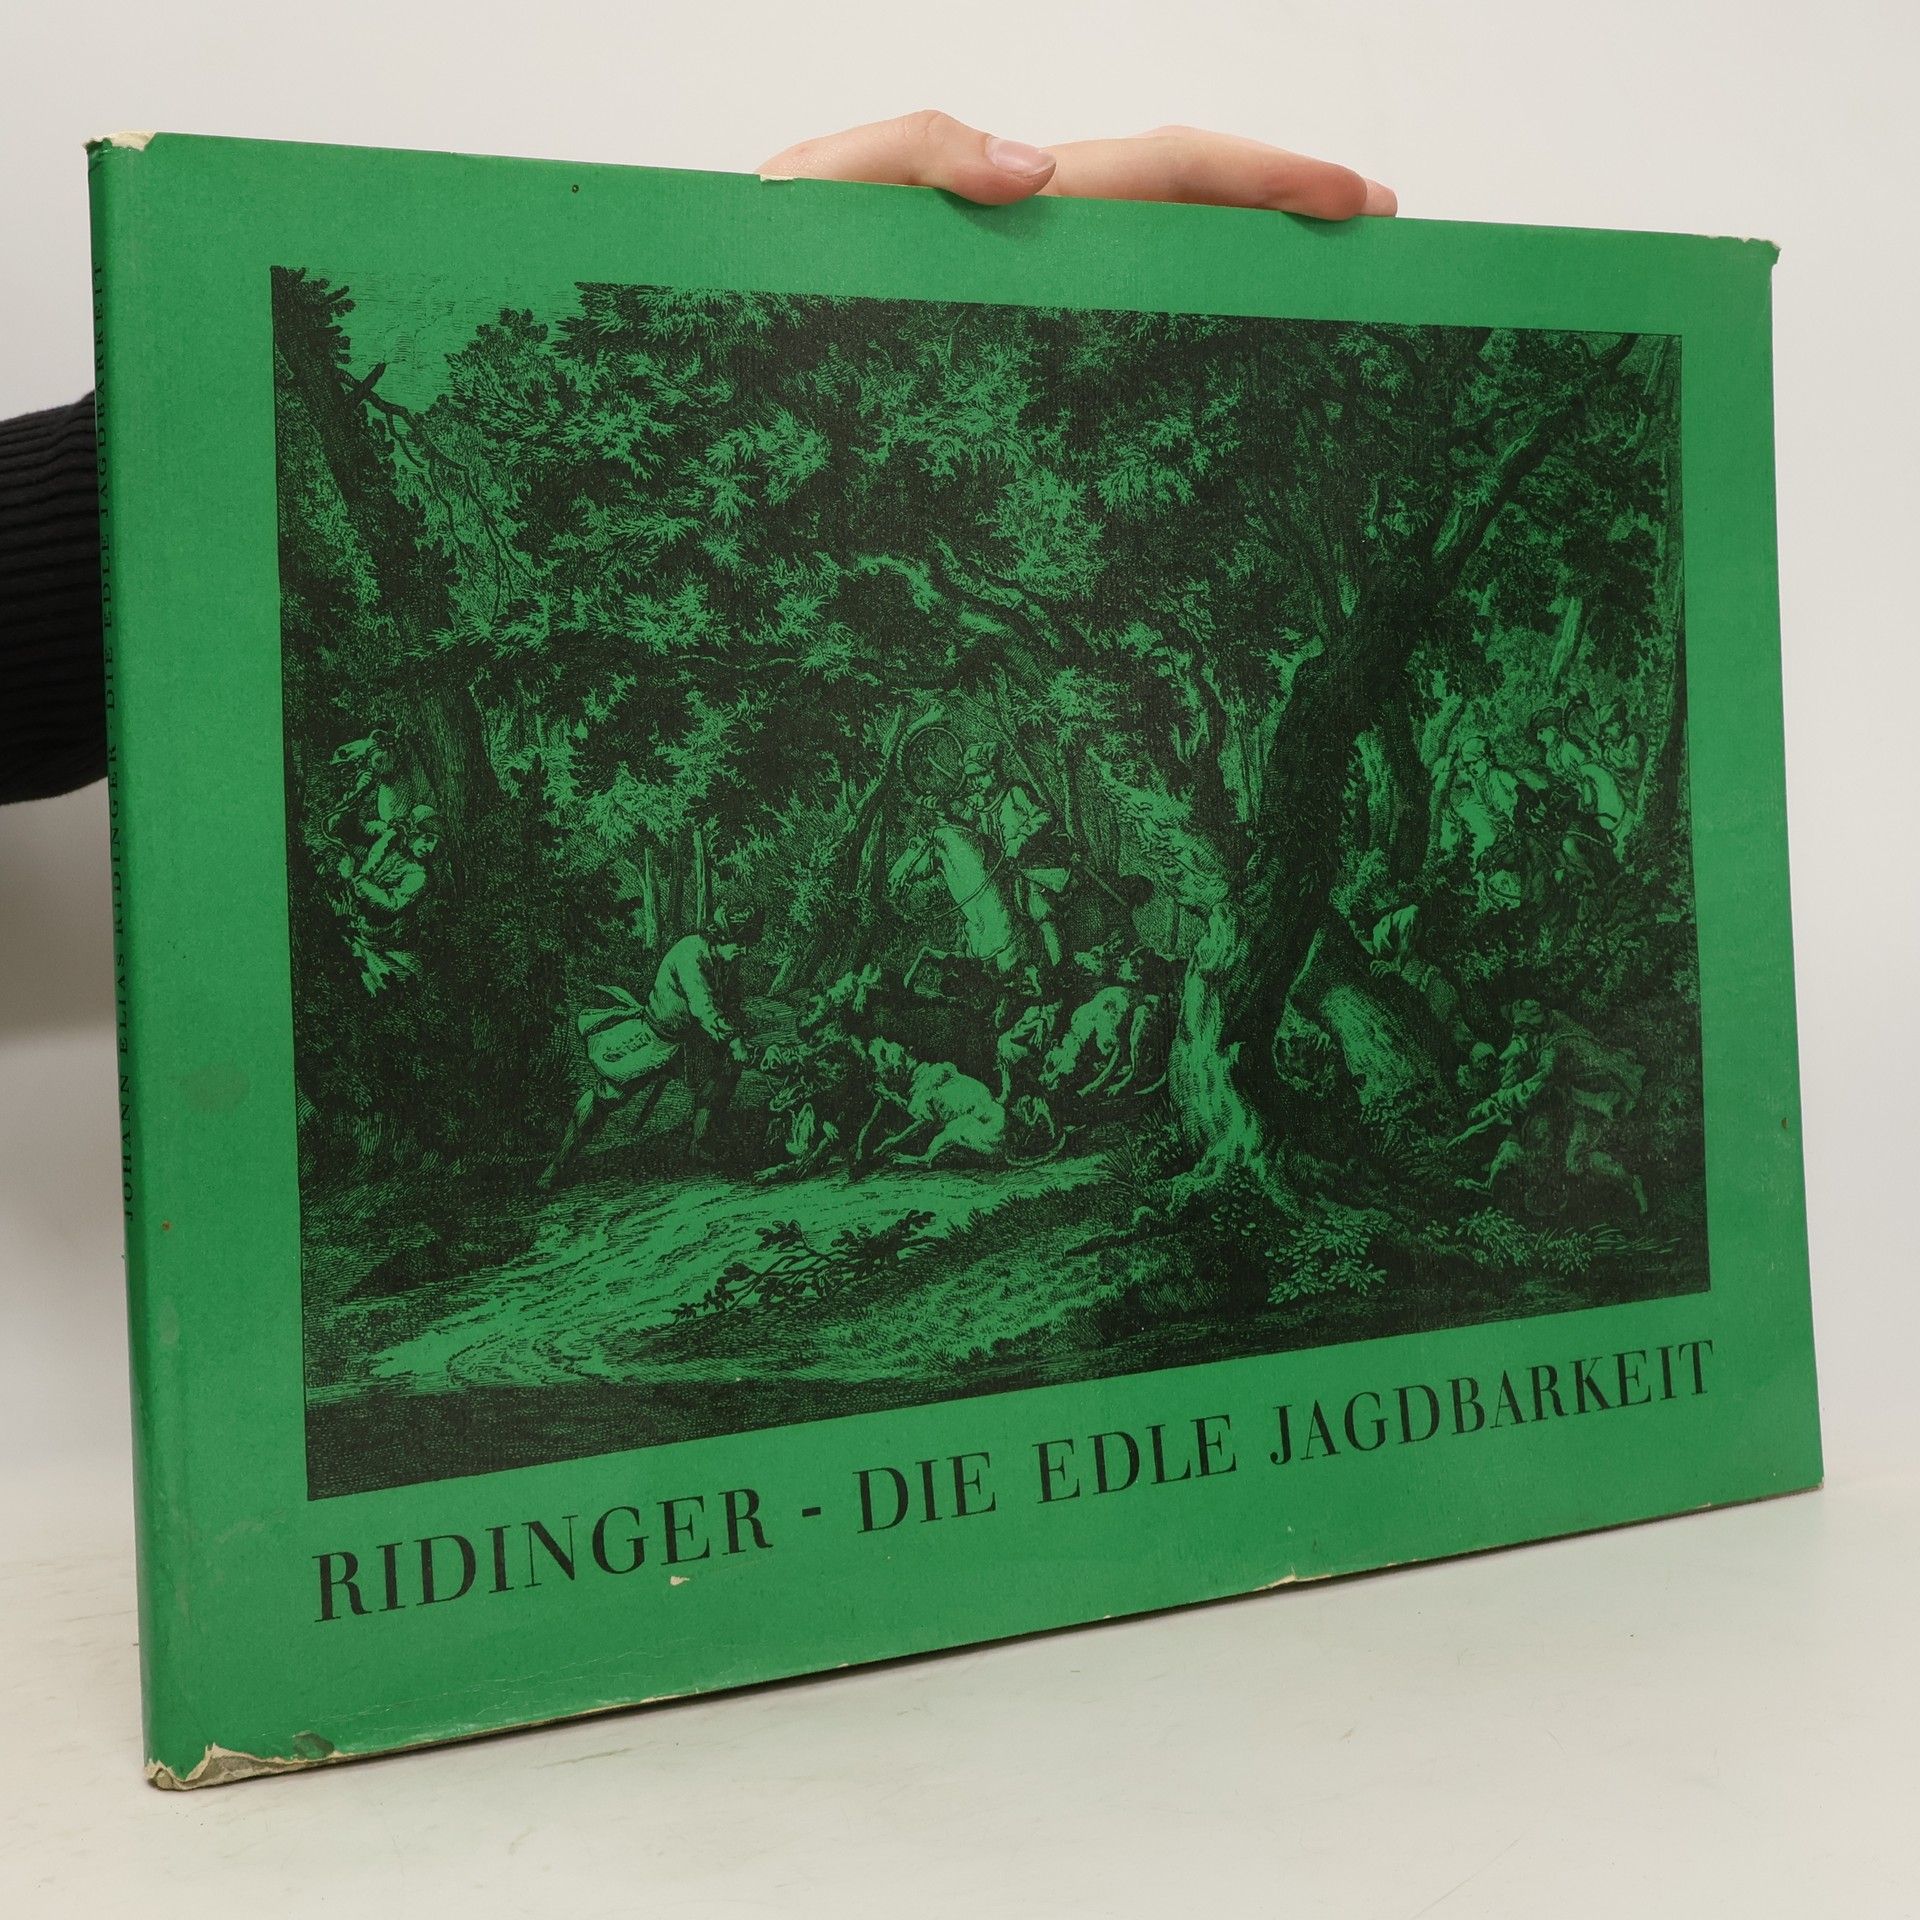 JOHANN ELIAS RIDINGER · DIE EDLE JAGDBARKEIT
RIDINGER - DIE EDLE JAGDBARKEIT